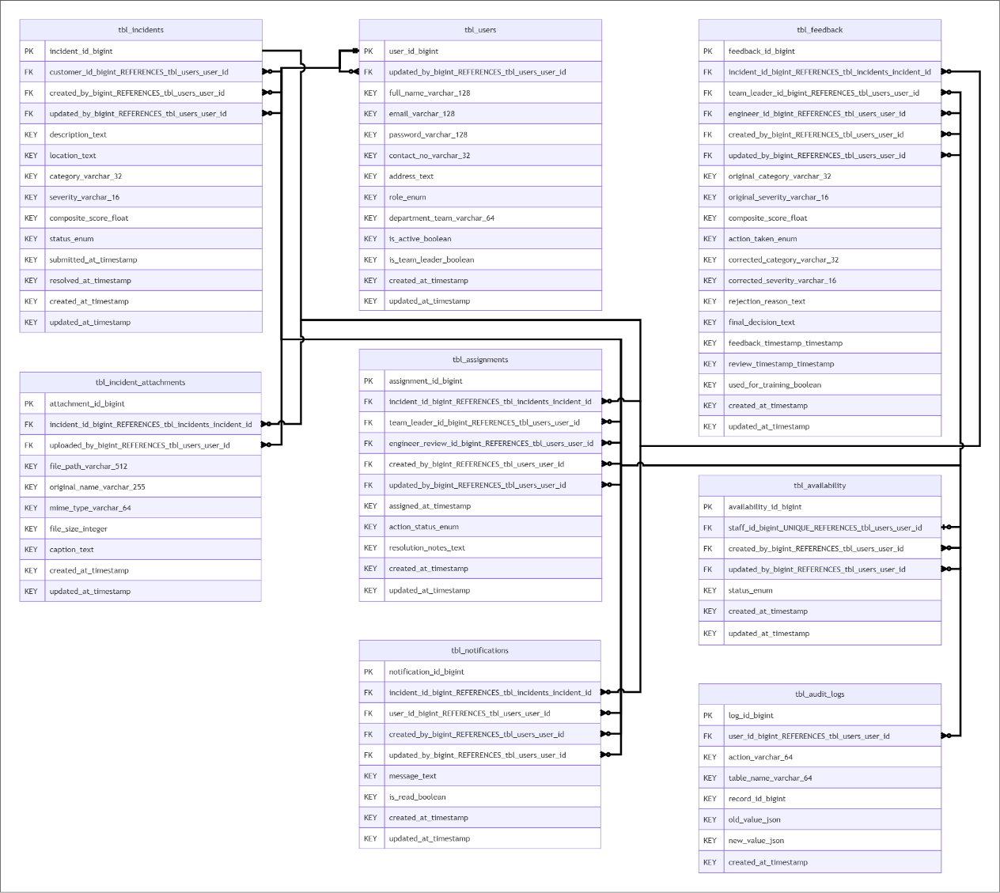 tbl_incidents
PK incident_id_bigint
FK customer_id_bigint_REFERENCES_tbl_users_user_id
FK created_by_bigint_REFERENCES_tbl_users_user_id
FK updated_by_bigint_REFERENCES_tbl_users_user_id
KEY description_text
KEY location_text
KEY category_varchar_32
KEY severity_varchar_16
KEY composite_score_float
KEY status_enum
KEY submitted_at_timestamp
KEY resolved_at_timestamp
KEY created_at_timestamp
KEY updated_at_timestamp
tbl_incident_attachments
PK attachment_id_bigint
FK incident_id_bigint_REFERENCES_tbl_incidents_incident_id
FK uploaded_by_bigint_REFERENCES_tbl_users_user_id
KEY file_path_varchar_512
KEY original_name_varchar_255
KEY mime_type_varchar_64
KEY file_size_integer
KEY caption_text
KEY created_at_timestamp
KEY updated_at_timestamp
tbl_users
PK user_id_bigint
FK updated_by_bigint_REFERENCES_tbl_users_user_id
KEY full_name_varchar_128
KEY email_varchar_128
KEY password_varchar_128
KEY contact_no_varchar_32
KEY address_text
KEY role_enum
KEY department_team_varchar_64
KEY is_active_boolean
KEY is_team_leader_boolean
KEY created_at_timestamp
KEY updated_at_timestamp
tbl_assignments
PK assignment_id_bigint
FK incident_id_bigint_REFERENCES_tbl_incidents_incident_id
FK team_leader_id_bigint_REFERENCES_tbl_users_user_id
FK engineer_review_id_bigint_REFERENCES_tbl_users_user_id
FK created_by_bigint_REFERENCES_tbl_users_user_id
FK updated_by_bigint_REFERENCES_tbl_users_user_id
KEY assigned_at_timestamp
KEY action_status_enum
KEY resolution_notes_text
KEY created_at_timestamp
KEY updated_at_timestamp
tbl_notifications
PK notification_id_bigint
FK incident_id_bigint_REFERENCES_tbl_incidents_incident_id
FK user_id_bigint_REFERENCES_tbl_users_user_id
FK created_by_bigint_REFERENCES_tbl_users_user_id
FK updated_by_bigint_REFERENCES_tbl_users_user_id
KEY message_text
KEY is_read_boolean
KEY created_at_timestamp
KEY updated_at_timestamp
tbl_feedback
PK feedback_id_bigint
FK incident_id_bigint_REFERENCES_tbl_incidents_incident_id
FK team_leader_id_bigint_REFERENCES_tbl_users_user_id
FK engineer_id_bigint_REFERENCES_tbl_users_user_id
FK created_by_bigint_REFERENCES_tbl_users_user_id
FK updated_by_bigint_REFERENCES_tbl_users_user_id
KEY original_category_varchar_32
KEY original_severity_varchar_16
KEY composite_score_float
KEY action_taken_enum
KEY corrected_category_varchar_32
KEY corrected_severity_varchar_16
KEY rejection_reason_text
KEY final_decision_text
KEY feedback_timestamp_timestamp
KEY review_timestamp_timestamp
KEY used_for_training_boolean
KEY created_at_timestamp
KEY updated_at_timestamp
tbl_availability
PK availability_id_bigint
FK staff_id_bigint_UNIQUE_REFERENCES_tbl_users_user_id
FK created_by_bigint_REFERENCES_tbl_users_user_id
FK updated_by_bigint_REFERENCES_tbl_users_user_id
KEY status_enum
KEY created_at_timestamp
KEY updated_at_timestamp
tbl_audit_logs
PK log_id_bigint
FK user_id_bigint_REFERENCES_tbl_users_user_id
KEY action_varchar_64
KEY table_name_varchar_64
KEY record_id_bigint
KEY old_value_json
KEY new_value_json
KEY created_at_timestamp